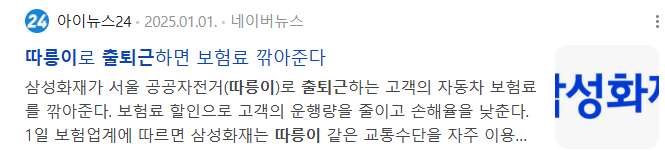 24 아이뉴스24 · 2025.01.01. · 네이버뉴스
따릉이로 출퇴근하면 보험료 깎아준다
삼성화재가 서울 공공자전거(따릉이)로 출퇴근하는 고객의 자동차 보험료
를 깎아준다. 보험료 할인으로 고객의 운행량을 줄이고 손해율을 낮춘다.
1일 보험업계에 따르면 삼성화재는 따릉이 같은 교통수단을 자주 이용...
삼성화재